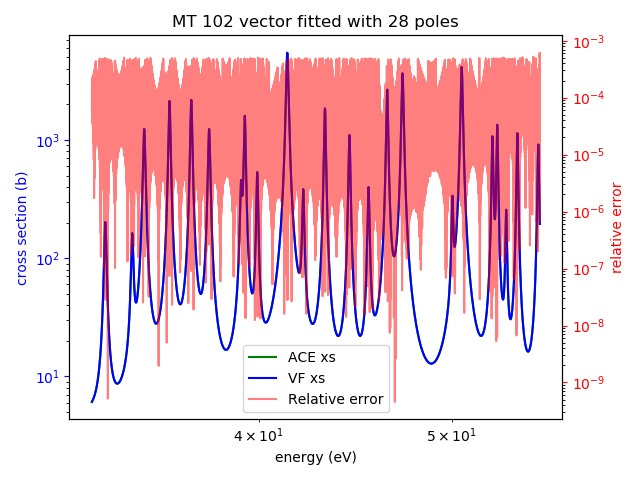 MT 102 vector fitted with 28 poles
cross section (b)
10³
10²
10¹
10⁻³
10⁻⁴
10⁻⁵
10⁻⁶
10⁻⁷
10⁻⁸
10⁻⁹
relative error
ACE xs
VF xs
Relative error
4 × 10¹
5 × 10¹
energy (eV)